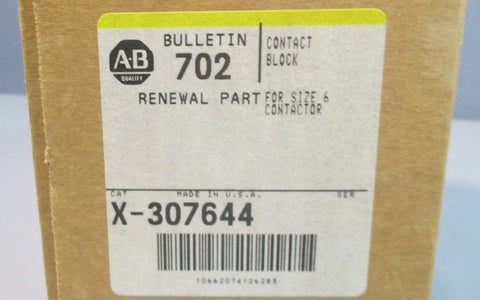 A-B
QUALITY
BULLETIN
702
CONTACT
BLOCK
RENEWAL PART FOR SIZE 6
CONTACTOR
CAT MADE IN U.S.A. SER
X-307644
10662074126283